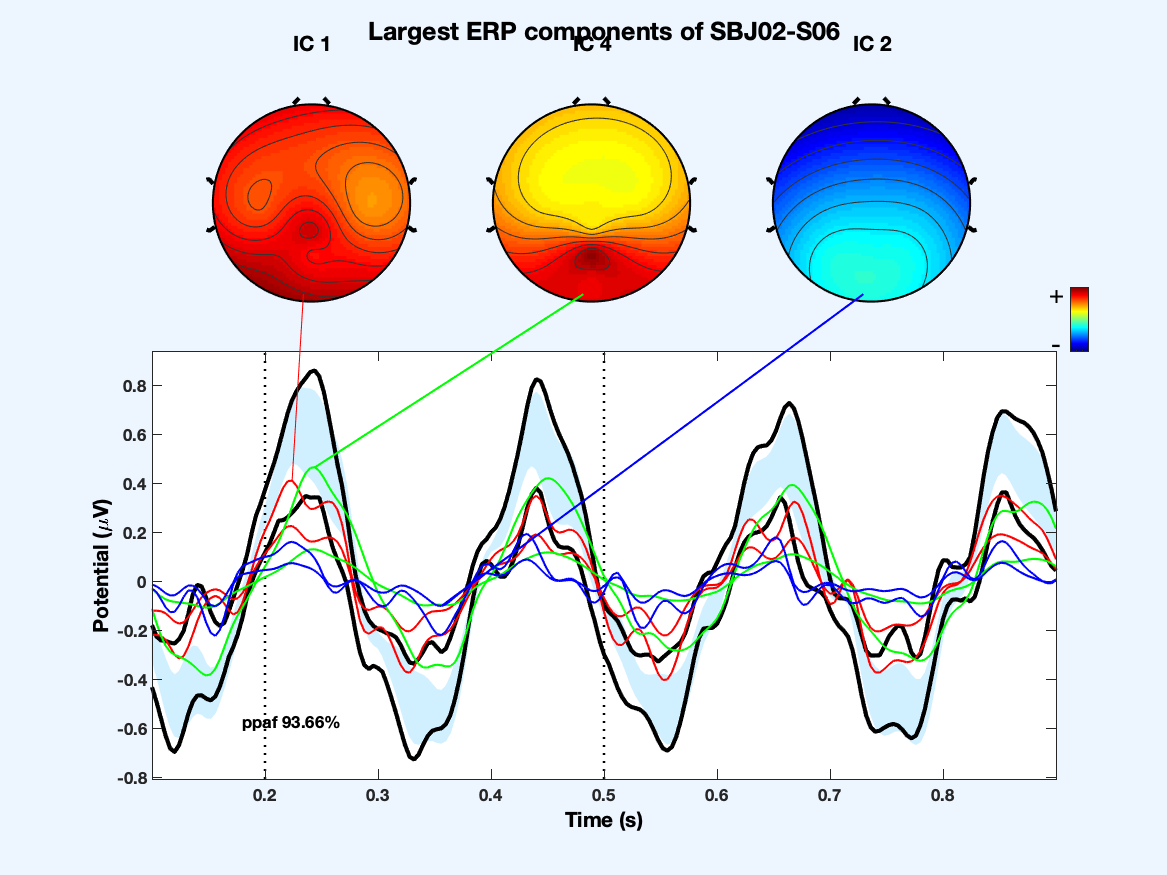 Largest ERP components of SBJ02-S06
IC 1
IC 4
IC 2
+
-
0.8
0.6
0.4
0.2
0
-0.2
-0.4
-0.6
-0.8
Potential (μV)
ppaf 93.66%
0.2 0.3 0.4 0.5 0.6 0.7 0.8
Time (s)